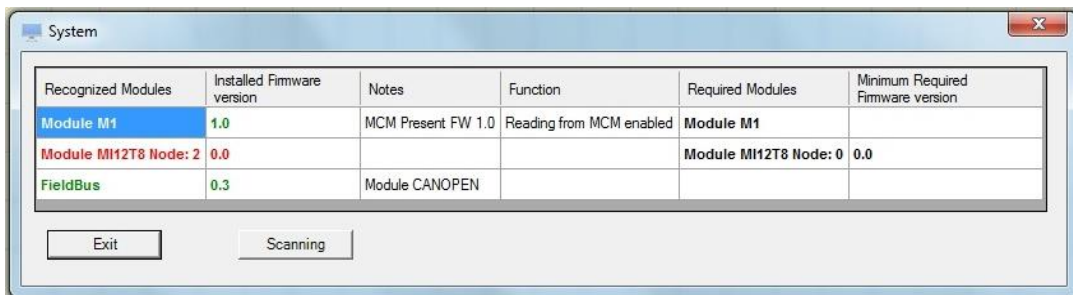 System
Recognized Modules Installed Firmware version Notes Function Required Modules Minimum Required Firmware version
Module M1 1.0 MCM Present FW 1.0 Reading from MCM enabled Module M1
Module MI12T8 Node: 2 0.0 Module MI12T8 Node: 0 0.0
FieldBus 0.3 Module CANOPEN
Exit Scanning